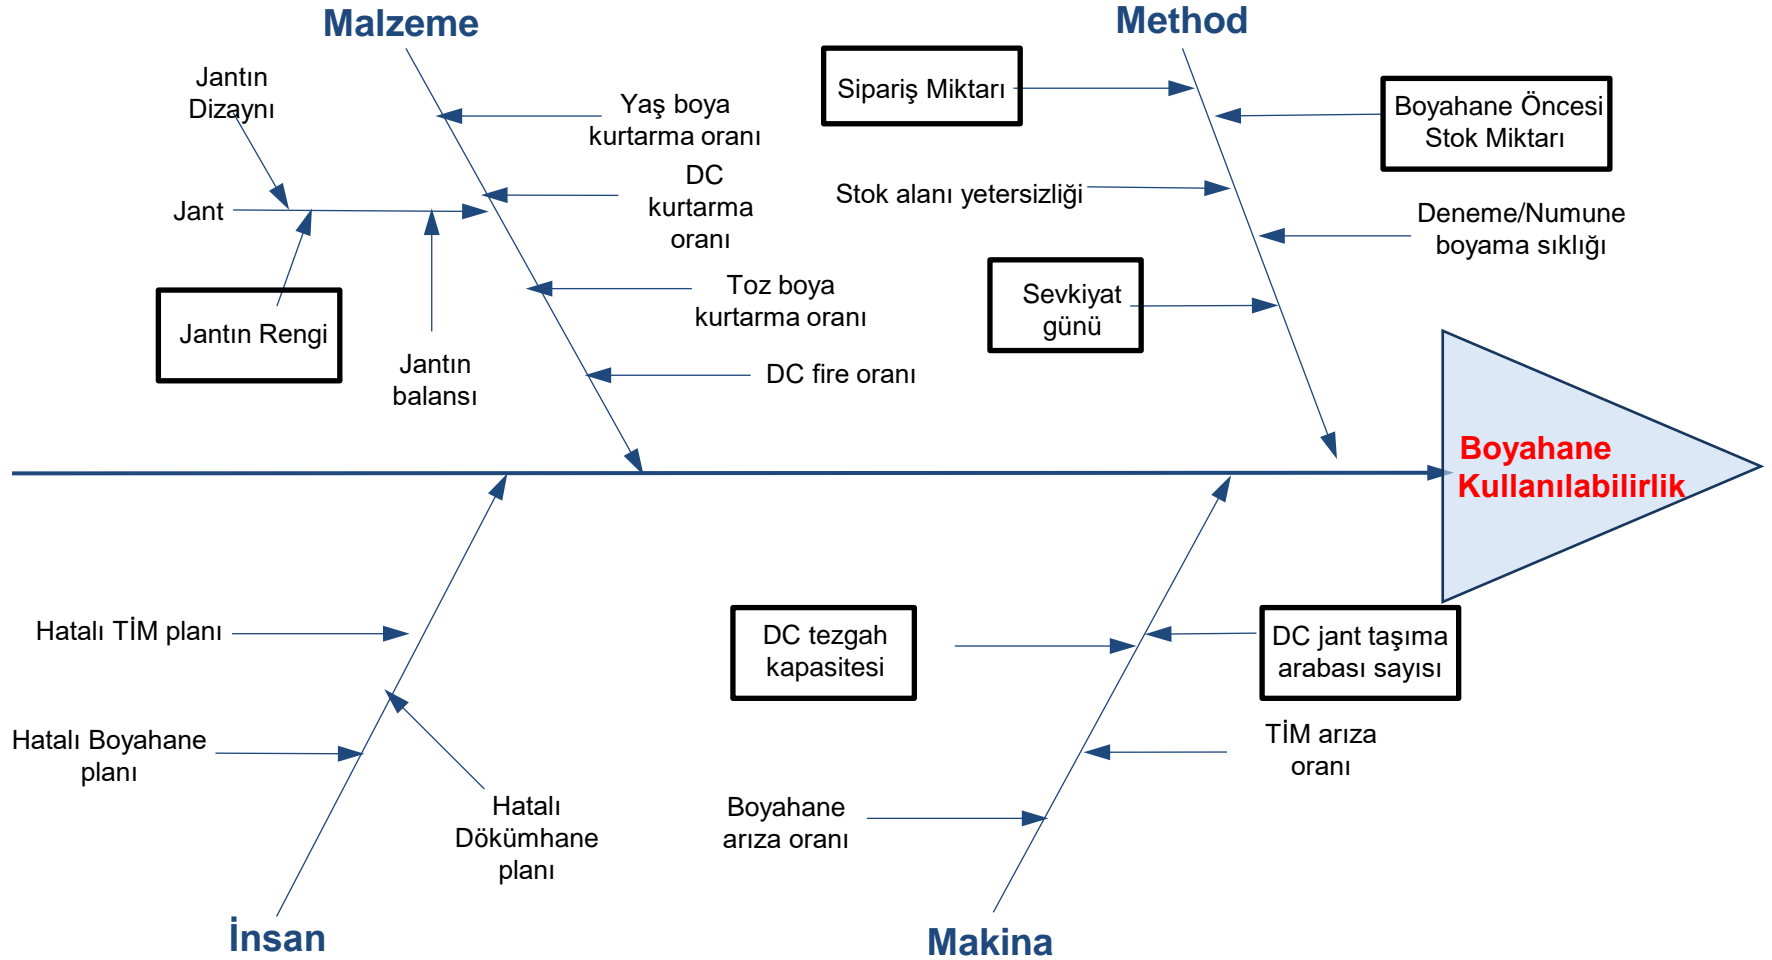 Malzeme
Method
Jantın
Dizaynı
Yaş boya
kurtarma oranı
DC
kurtarma
oranı
Jant
Jantın Rengi
Jantın
balansı
Toz boya
kurtarma oranı
DC fire oranı
Sipariş Miktarı
Boyahane Öncesi
Stok Miktarı
Stok alanı yetersizliği
Deneme/Numune
boyama sıklığı
Sevkiyat
günü
Boyahane
Kullanılabilirlik
Hatalı TİM planı
Hatalı Boyahane
planı
Hatalı
Dökümhane
planı
DC tezgah
kapasitesi
DC jant taşıma
arabası sayısı
TİM arıza
oranı
Boyahane
arıza oranı
İnsan
Makina